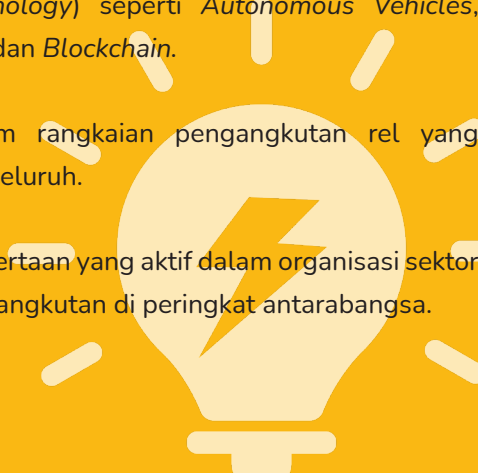 nology) seperti Autonomous Vehicles,
dan Blockchain.
m rangkaian pengangkutan rel yang
eluruh.
ertaan yang aktif dalam organisasi sektor
angkutan di peringkat antarabangsa.